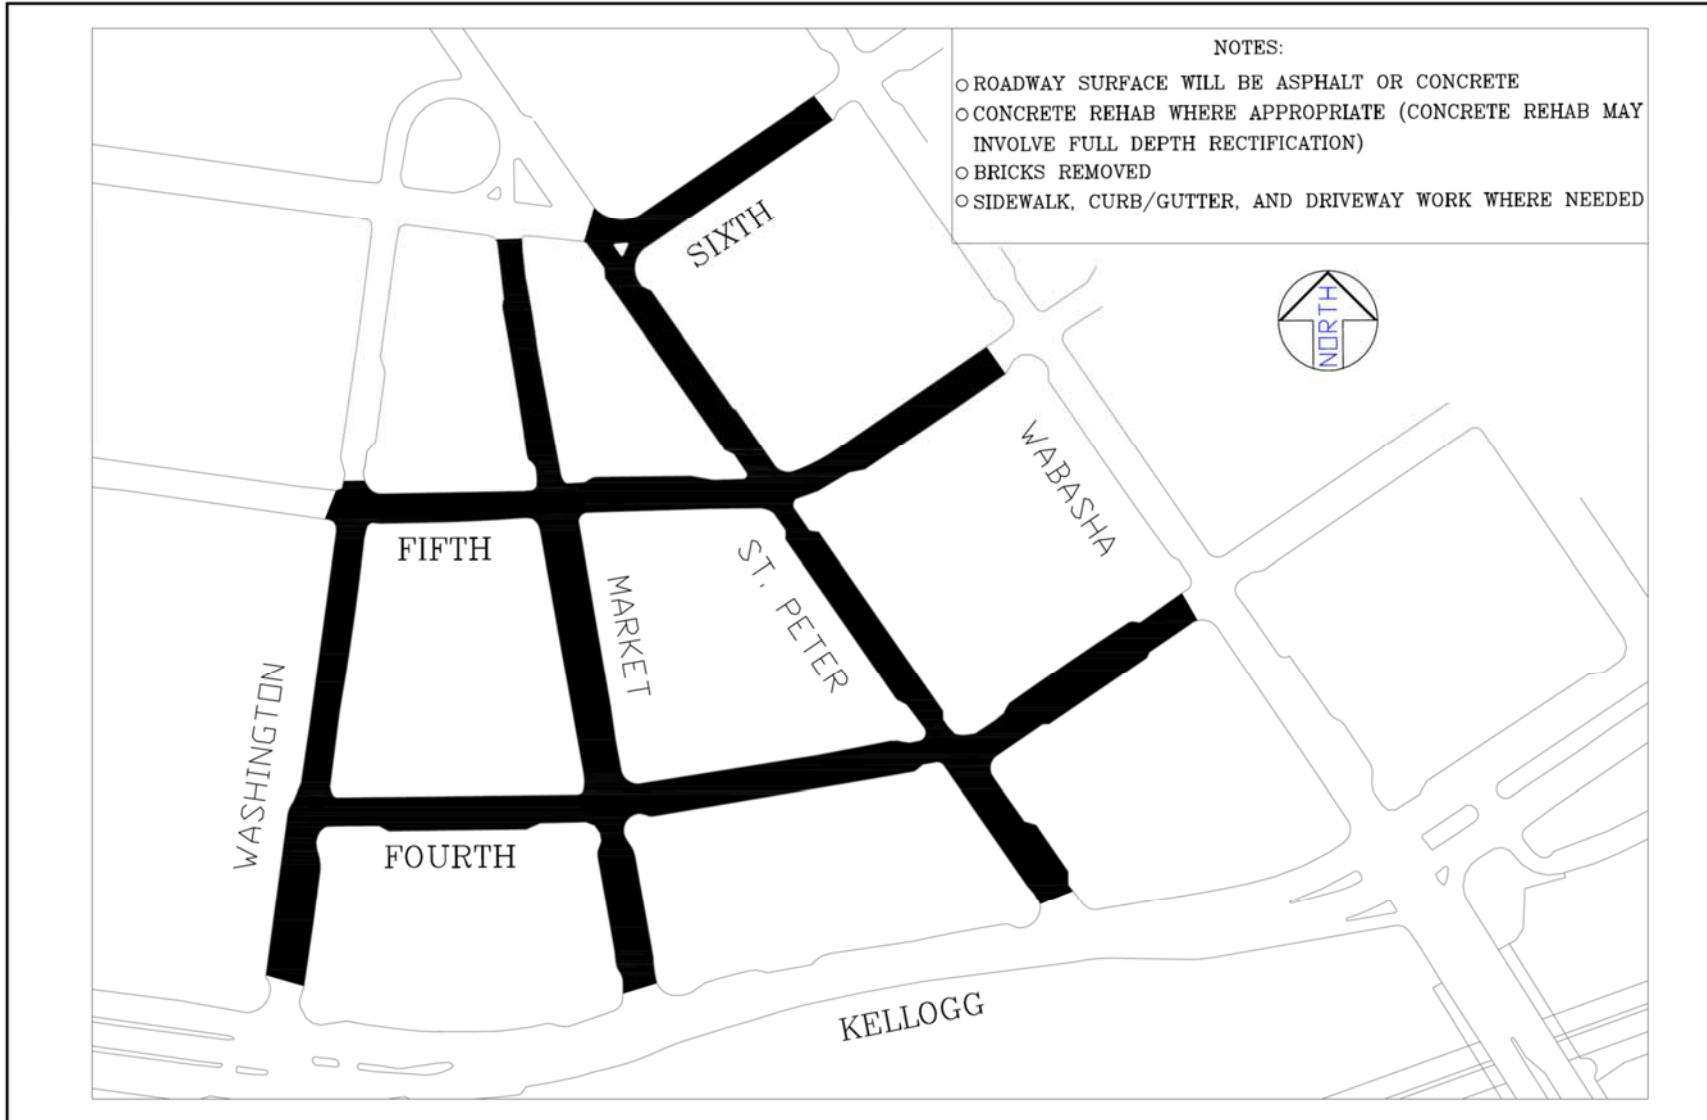 NOTES:
○ ROADWAY SURFACE WILL BE ASPHALT OR CONCRETE
○ CONCRETE REHAB WHERE APPROPRIATE (CONCRETE REHAB MAY
INVOLVE FULL DEPTH RECTIFICATION)
○ BRICKS REMOVED
○ SIDEWALK, CURB/GUTTER, AND DRIVEWAY WORK WHERE NEEDED
SIXTH
NORTH
WABASHA
FIFTH
ST. PETER
MARKET
WASHINGTON
FOURTH
KELLOGG